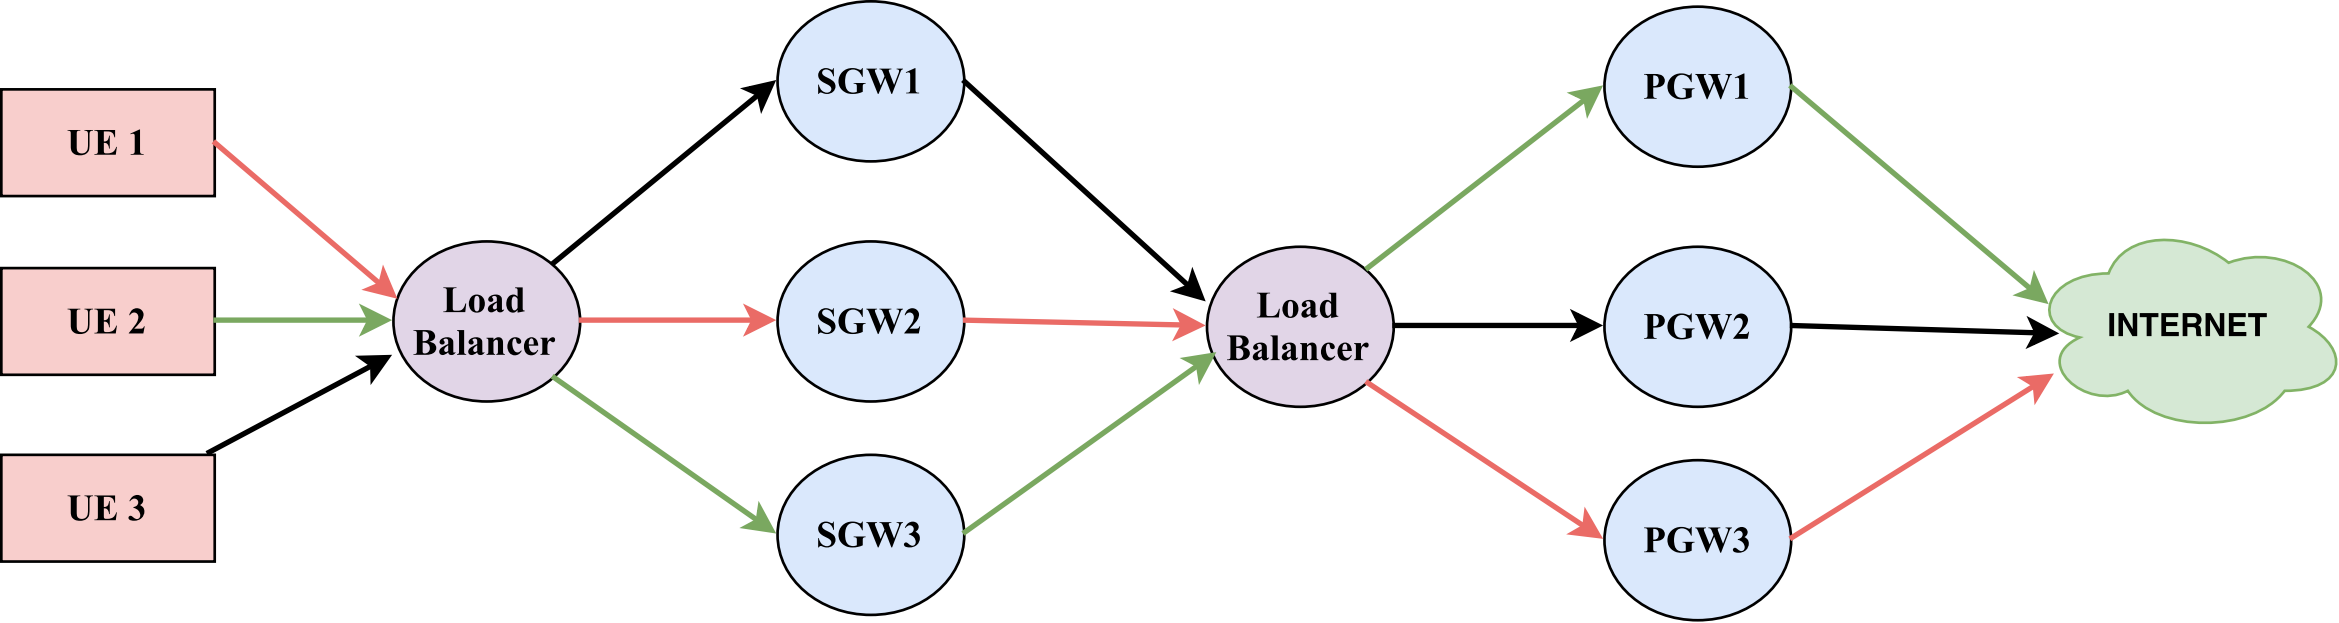 UE 1
UE 2
UE 3
Load
Balancer
SGW1
SGW2
SGW3
Load
Balancer
PGW1
PGW2
PGW3
INTERNET